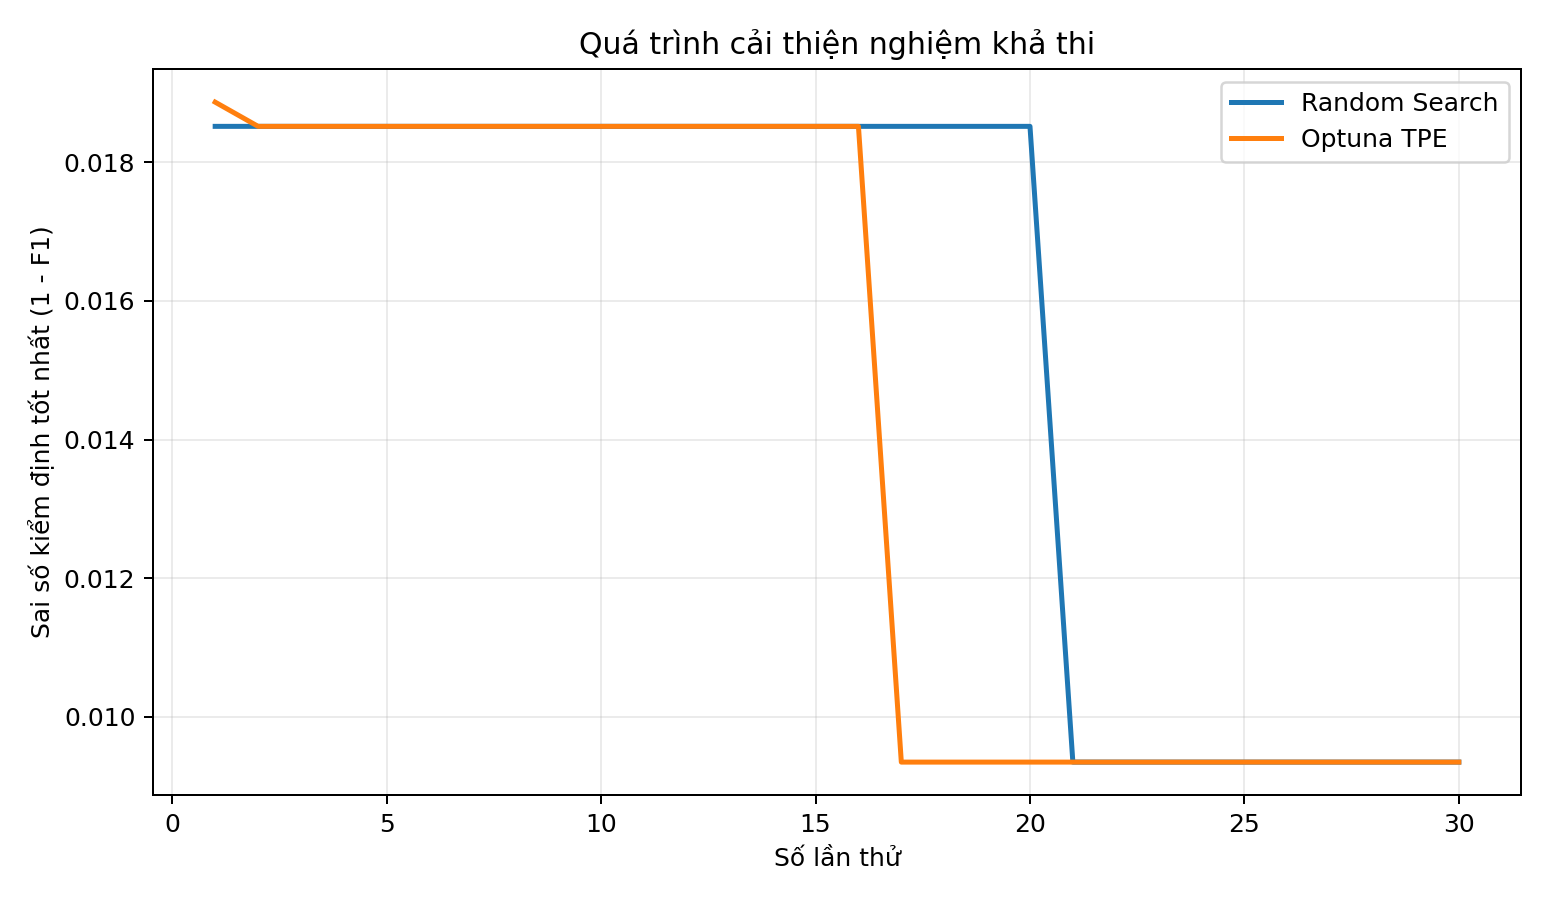 Quá trình cải thiện nghiệm khả thi
Random Search
Optuna TPE
Sai số kiểm định tốt nhất (1 - F1)
0.018
0.016
0.014
0.012
0.010
0
5
10
15
20
25
30
Số lần thử